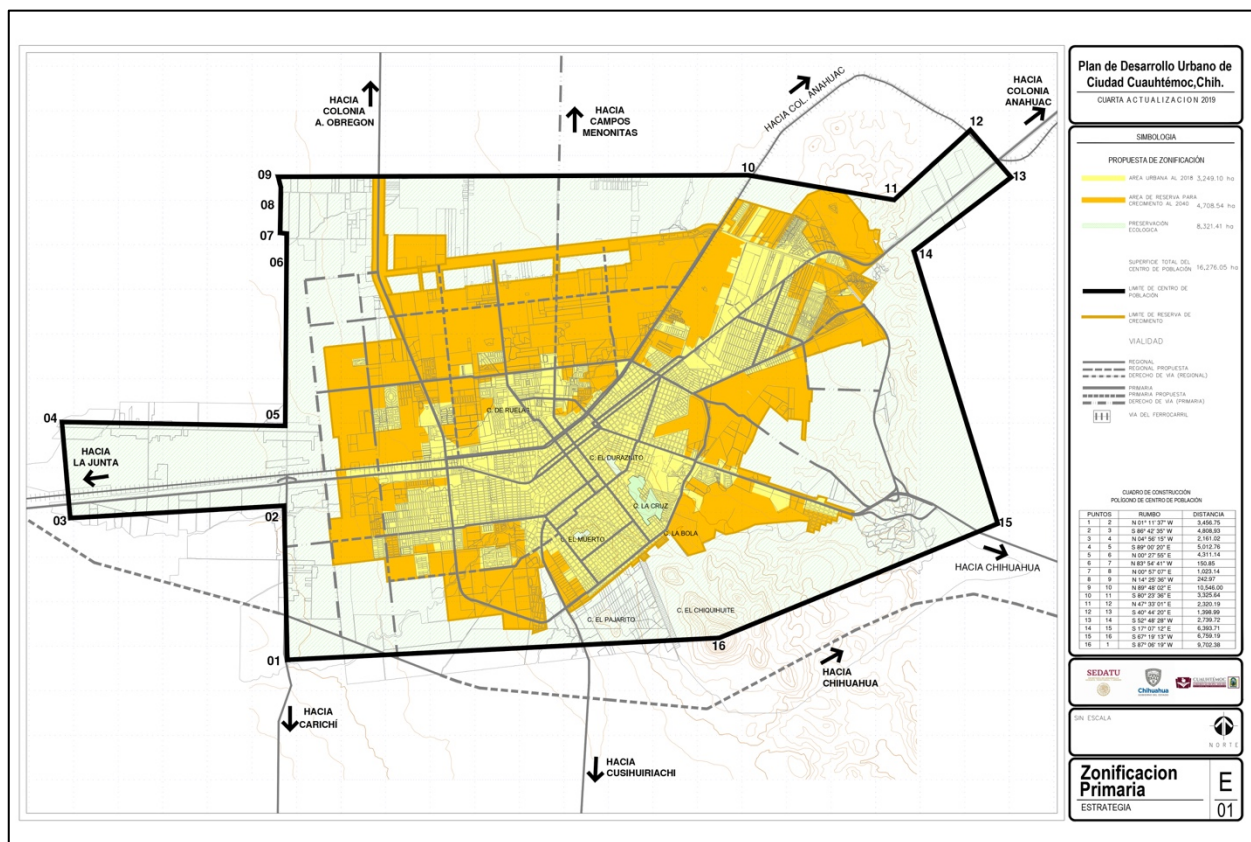 HACIA
COLONIA
A. OBREGON
HACIA
CAMPOS
MENONITAS
HACIA COL. ANAHUAC
HACIA
COLONIA
ANAHUAC
09
08
07
06
10
11
12
13
14
04
05
HACIA
LA JUNTA
03
02
C. DE RUELAS
C. EL DURAZNITO
C. LA CRUZ
C. LA BOLA
C. EL MUERTO
15
HACIA CHIHUAHUA
C. EL CHIQUIHUITE
C. EL PAJARITO
16
01
HACIA
CHIHUAHUA
HACIA
CARICHÍ
HACIA
CUSIHUIRIACHI
Plan de Desarrollo Urbano de
Ciudad Cuauhtémoc,Chih.
CUARTA ACTUALIZACION 2019
SIMBOLOGIA
PROPUESTA DE ZONIFICACIÓN
AREA URBANA AL 2018 3,249.10 ha
AREA DE RESERVA PARA
CRECIMIENTO AL 2040 4,708.54 ha
PRESERVACIÓN
ECOLOGICA 8,321.41 ha
SUPERFICIE TOTAL DEL
CENTRO DE POBLACIÓN 16,276.05 ha
LIMITE DE CENTRO DE
POBLACIÓN
LIMITE DE RESERVA DE
CRECIMIENTO
VIALIDAD
REGIONAL
REGIONAL PROPUESTA
DERECHO DE VÍA (REGIONAL)
PRIMARIA
PRIMARIA PROPUESTA
DERECHO DE VIA (PRIMARIA)
VÍA DEL FERROCARRIL
CUADRO DE CONSTRUCCIÓN
POLÍGONO DE CENTRO DE POBLACIÓN
PUNTOS RUMBO DISTANCIA
1 2 N 01° 11' 37" W 3,456.75
2 3 S 86° 42' 35" W 4,808.93
3 4 N 04° 56' 15" W 2,161.02
4 5 S 89° 00' 20" E 5,012.76
5 6 N 00° 27' 55" E 4,311.14
6 7 N 83° 54' 41" W 150.85
7 8 N 00° 57' 07" E 1,023.14
8 9 N 14° 25' 36" W 242.97
9 10 N 89° 48' 02" E 10,546.00
10 11 S 80° 23' 36" E 3,325.64
11 12 N 47° 33' 01" E 2,320.19
12 13 S 40° 44' 20" E 1,398.99
13 14 S 52° 48' 28" W 2,739.72
14 15 S 17° 07' 12" E 6,393.71
15 16 S 67° 19' 13" W 6,759.19
16 1 S 87° 06' 19" W 9,702.38
SEDATU
Chihuahua
CUAUHTÉMOC
SIN ESCALA
NORTE
Zonificacion
Primaria
ESTRATEGIA
E
01